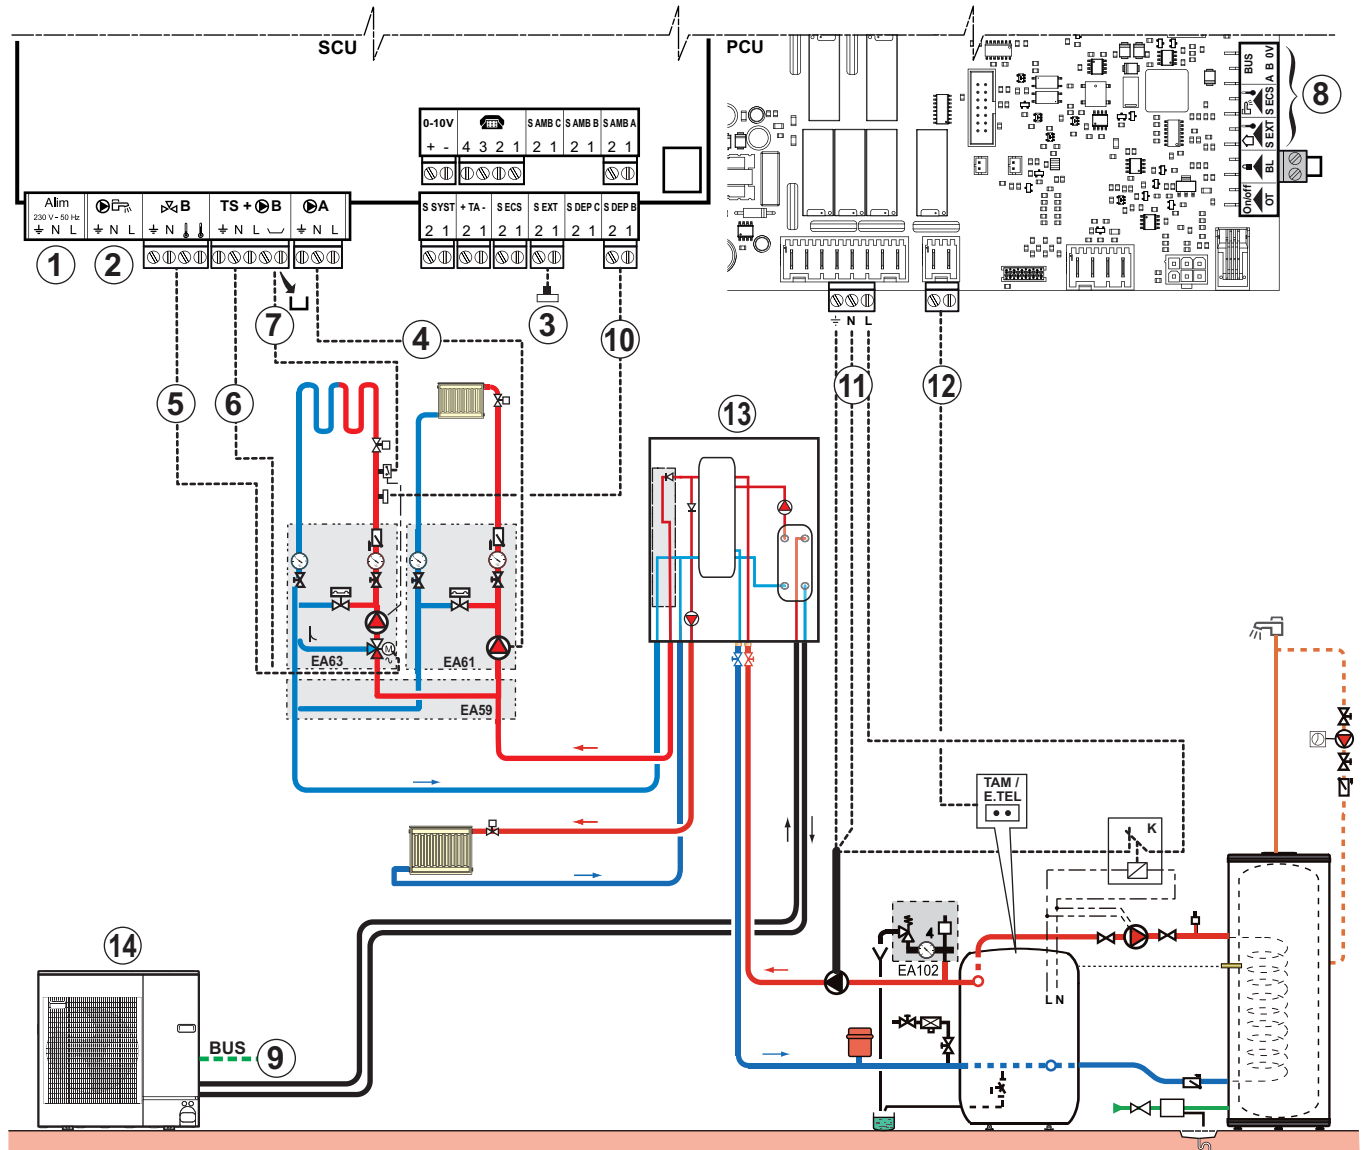 SCU
PCU
0-10V
S AMB C
S AMB B
S AMB A
+ -
4 3 2 1
2 1
2 1
2 1
Alim
230 V - 50 Hz
N L
N L
B
N
TS + B
N L
A
N L
S SYST
+ TA -
S ECS
S EXT
S DEP C
S DEP B
2 1
2 1
2 1
2 1
2 1
2 1
BUS
A B 0V
S ECS
S EXT
BL
On/off
OT
8
1
2
3
4
5
6
7
10
N L
11
12
13
M
EA63
EA61
EA59
TAM /
E.TEL
K
4
EA102
L N
14
BUS
9